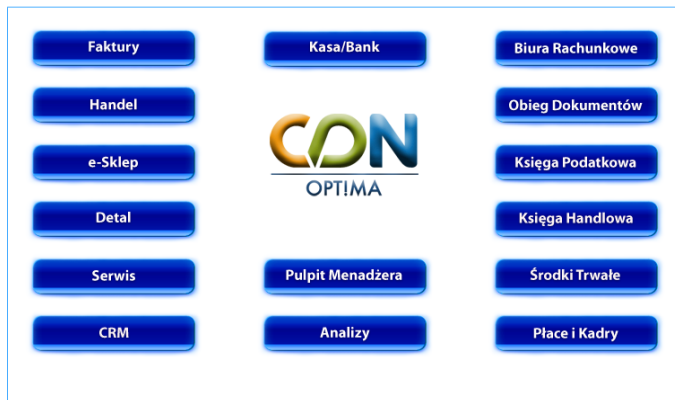 Faktury
Kasa/Bank
Biura Rachunkowe
Handel
Obieg Dokumentów
CDN
OPT!MA
e-Sklep
Księga Podatkowa
Detal
Księga Handlowa
Serwis
Pulpit Menadżera
Środki Trwałe
CRM
Analizy
Płace i Kadry